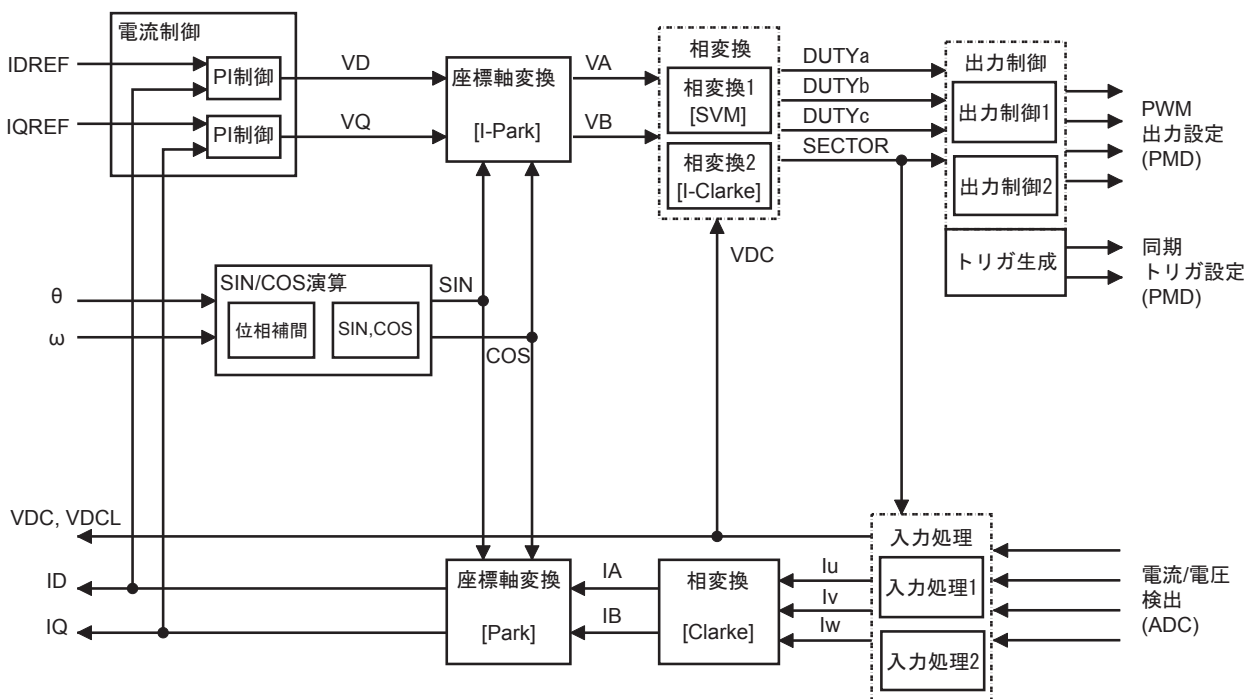 電流制御
IDREF
PI制御
VD
IQREF
PI制御
VQ
座標軸変換
[I-Park]
VA
VB
相変換
相変換1
[SVM]
相変換2
[I-Clarke]
DUTYa
DUTYb
DUTYc
SECTOR
出力制御
出力制御1
出力制御2
PWM
出力設定
(PMD)
トリガ生成
同期
トリガ設定
(PMD)
VDC
θ
ω
SIN/COS演算
位相補間
SIN,COS
SIN
COS
VDC, VDCL
ID
IQ
座標軸変換
[Park]
IA
IB
相変換
[Clarke]
Iu
Iv
Iw
入力処理
入力処理1
入力処理2
電流/電圧
検出
(ADC)